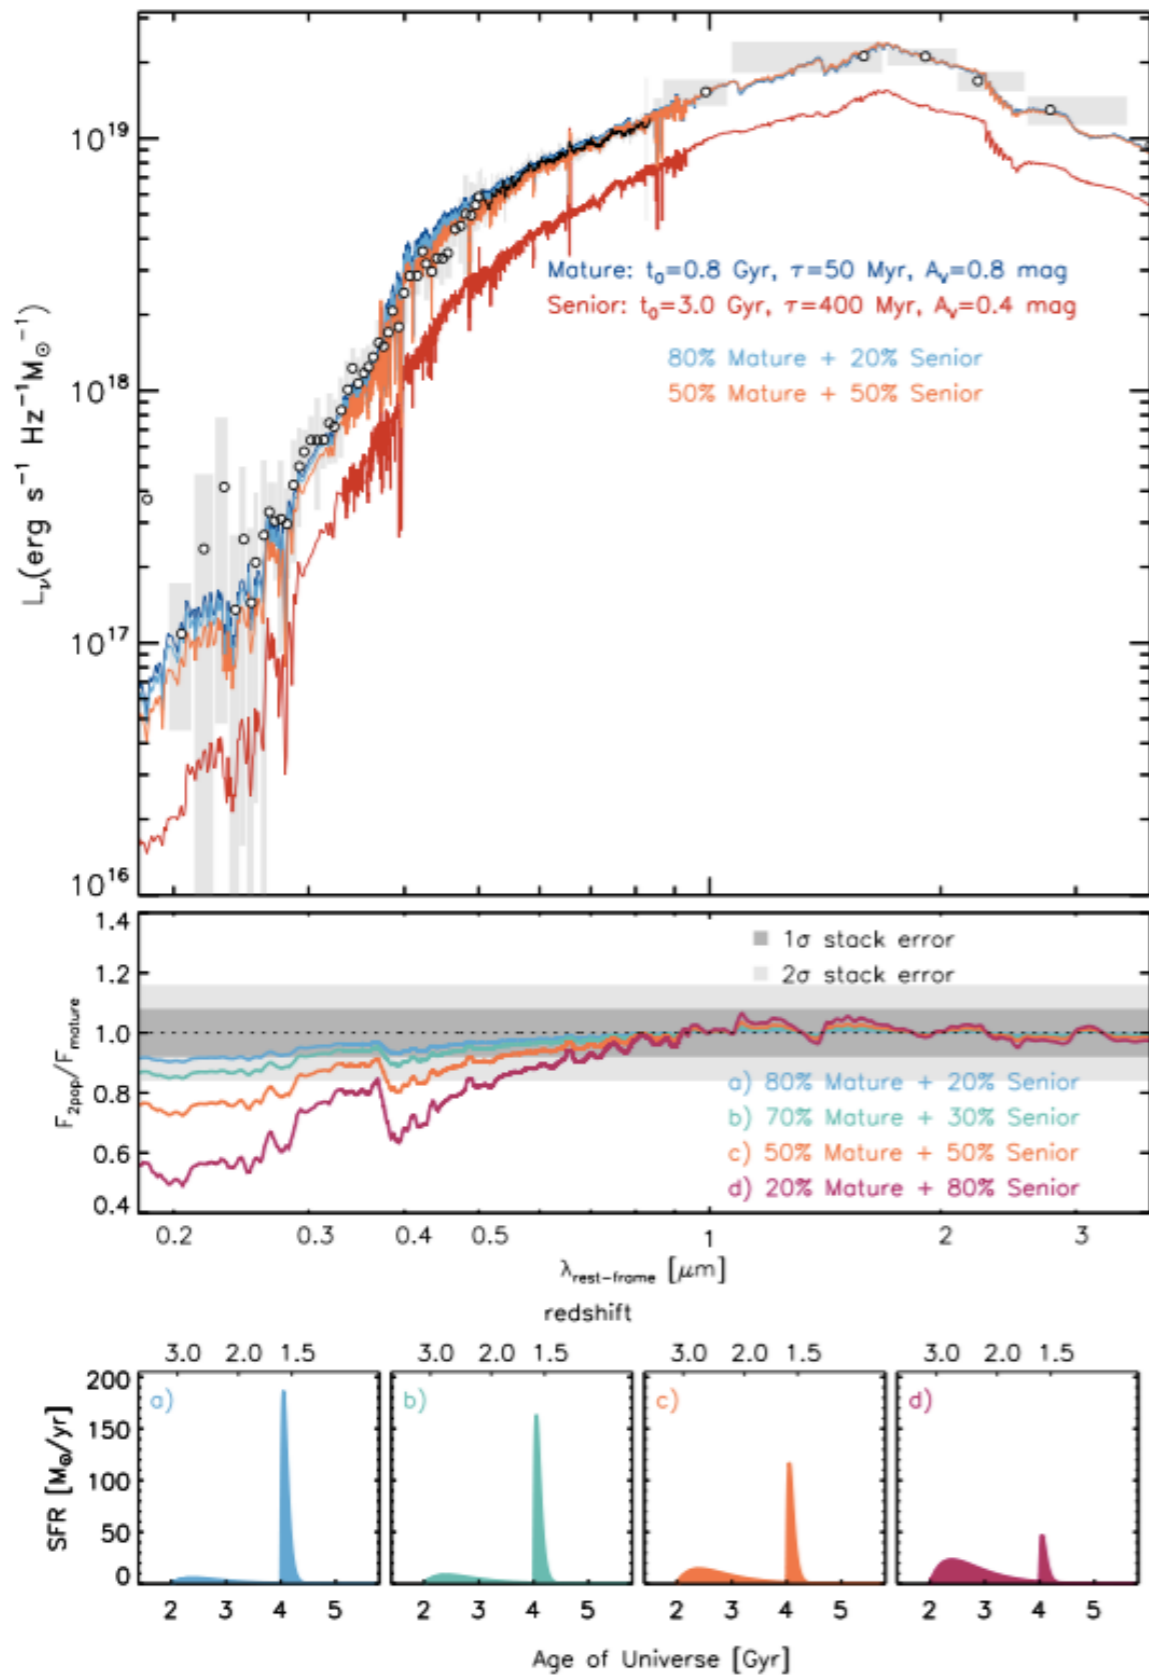 10¹⁹
10¹⁸
10¹⁷
10¹⁶
L_ν(erg s⁻¹ Hz⁻¹M_⊙⁻¹)
Mature: t₀=0.8 Gyr, τ=50 Myr, A_v=0.8 mag
Senior: t₀=3.0 Gyr, τ=400 Myr, A_v=0.4 mag
80% Mature + 20% Senior
50% Mature + 50% Senior
1.4
1.2
1.0
0.8
0.6
0.4
F_2pop/F_mature
1σ stack error
2σ stack error
a) 80% Mature + 20% Senior
b) 70% Mature + 30% Senior
c) 50% Mature + 50% Senior
d) 20% Mature + 80% Senior
0.2 0.3 0.4 0.5 1 2 3
λ_rest-frame [μm]
redshift
3.0 2.0 1.5 3.0 2.0 1.5 3.0 2.0 1.5 3.0 2.0 1.5
a) b) c) d)
200
150
100
50
0
SFR [M_⊙/yr]
2 3 4 5 2 3 4 5 2 3 4 5 2 3 4 5
Age of Universe [Gyr]